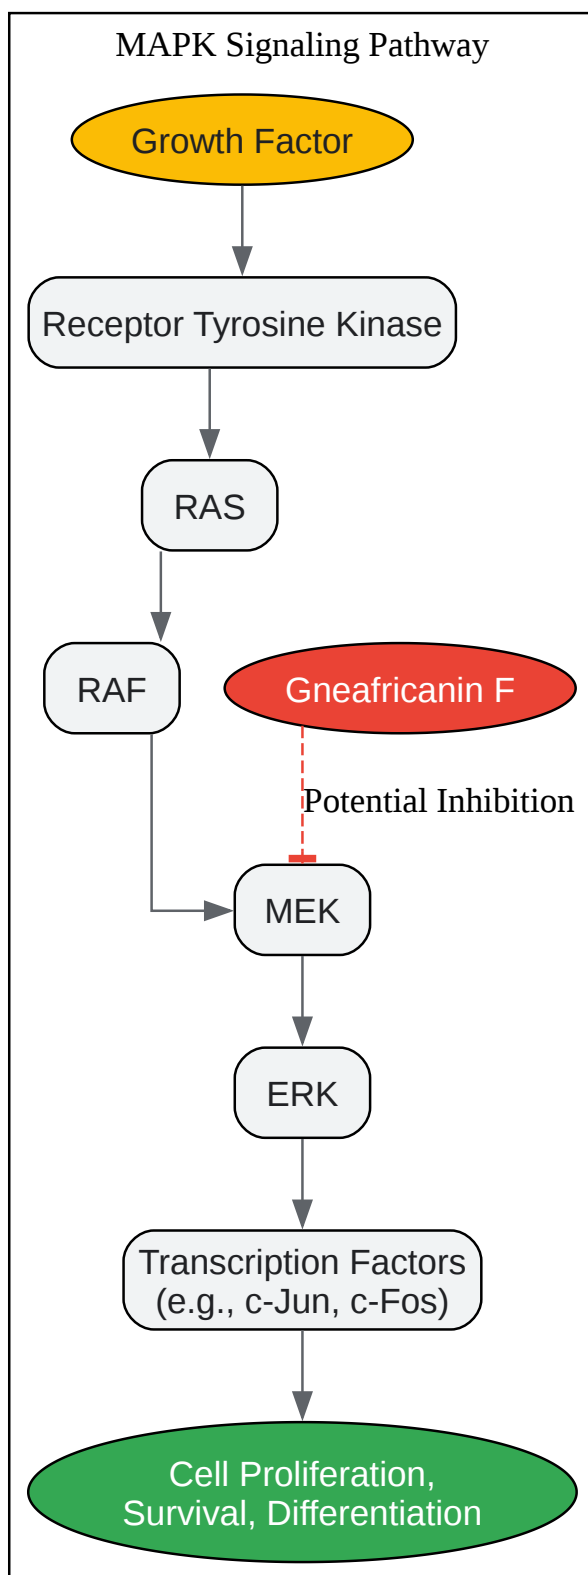 MAPK Signaling Pathway
Growth Factor
Receptor Tyrosine Kinase
RAS
RAF
Gneafricanin F
Potential Inhibition
MEK
ERK
Transcription Factors
(e.g., c-Jun, c-Fos)
Cell Proliferation,
Survival, Differentiation